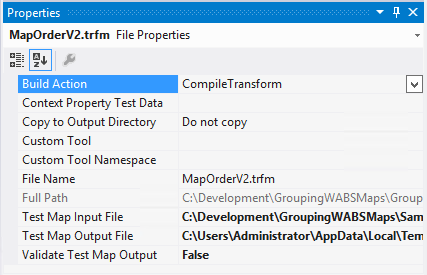 Properties
MapOrderV2.trfm File Properties
Build Action CompileTransform
Context Property Test Data
Copy to Output Directory Do not copy
Custom Tool
Custom Tool Namespace
File Name MapOrderV2.trfm
Full Path C:\Development\GroupingWABSMaps\Group
Test Map Input File C:\Development\GroupingWABSMaps\Sam
Test Map Output File C:\Users\Administrator\AppData\Local\Tem
Validate Test Map Output False